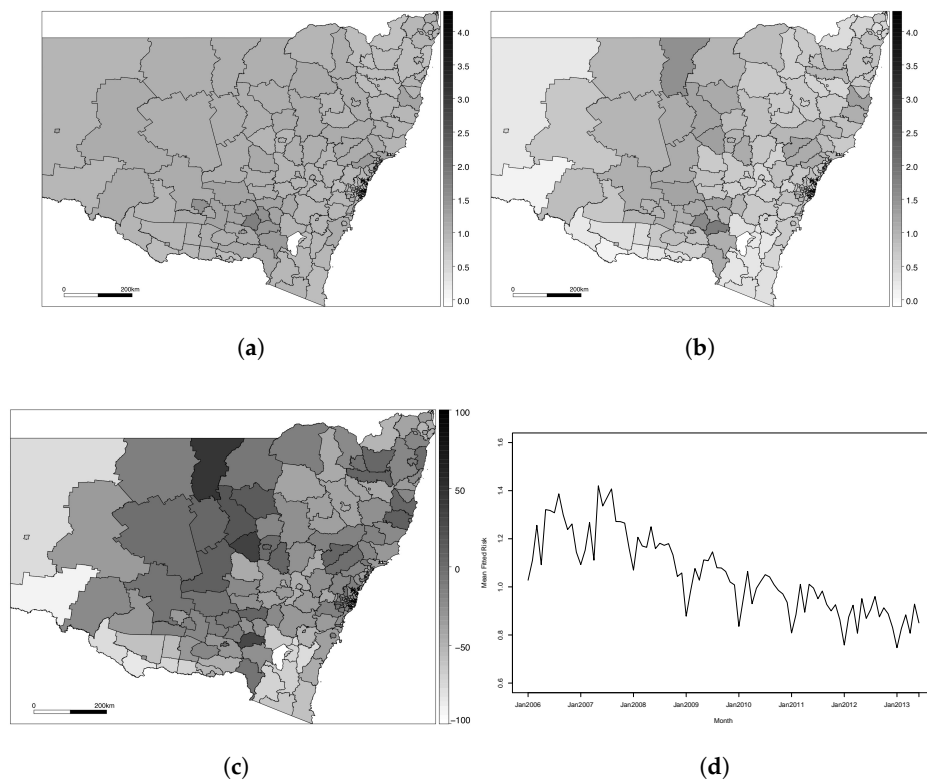 4.0
3.5
3.0
2.5
2.0
1.5
1.0
0.5
0.0
0 200km
(a)
4.0
3.5
3.0
2.5
2.0
1.5
1.0
0.5
0.0
0 200km
(b)
100
50
0
−50
−100
0 200km
(c)
1.6
1.4
1.2
1.0
0.8
0.6
Mean Fitted Risk
Jan2006 Jan2007 Jan2008 Jan2009 Jan2010 Jan2011 Jan2012 Jan2013
Month
(d)